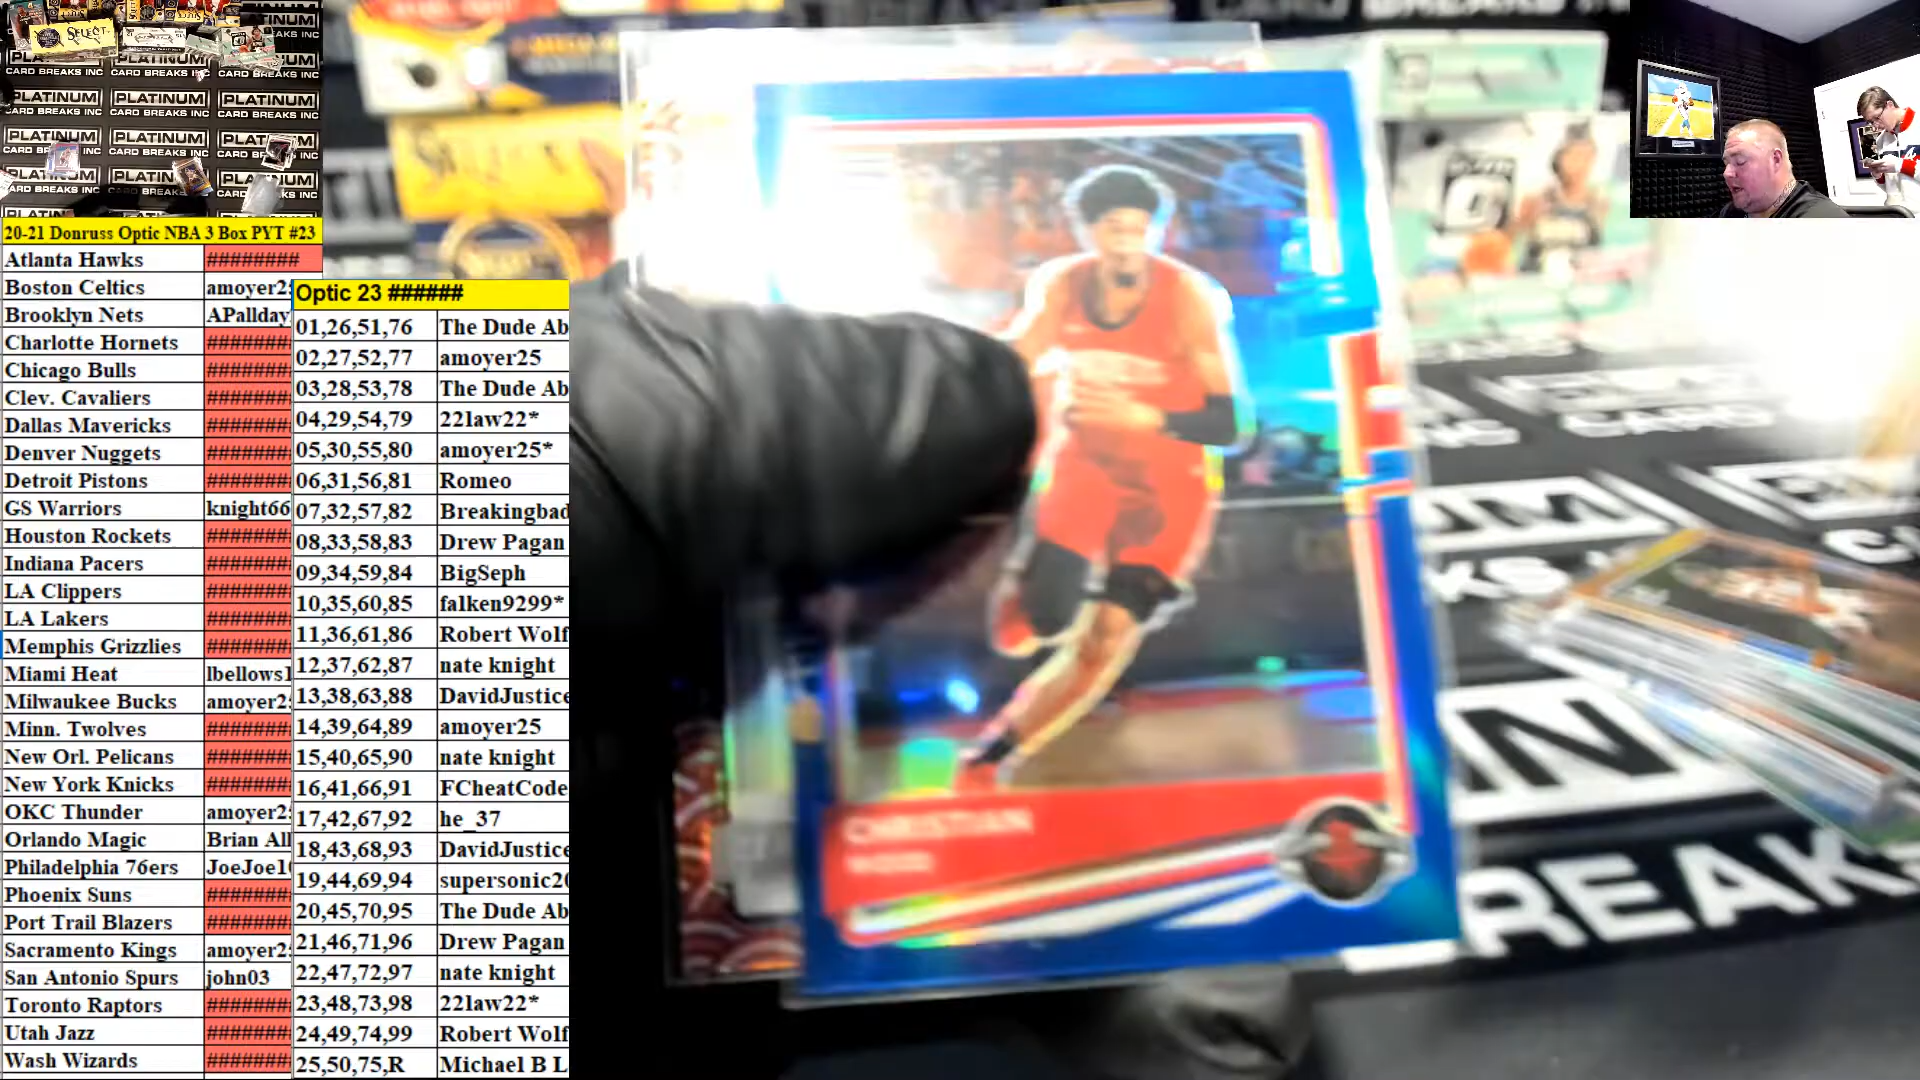 20-21 Donruss Optic NBA 3 Box PYT #23
Atlanta Hawks ########
Boston Celtics amoyer2
Brooklyn Nets APallday
Charlotte Hornets #######
Chicago Bulls #######
Clev. Cavaliers #######
Dallas Mavericks #######
Denver Nuggets #######
Detroit Pistons #######
GS Warriors knight66
Houston Rockets #######
Indiana Pacers #######
LA Clippers #######
LA Lakers #######
Memphis Grizzlies #######
Miami Heat lbellows1
Milwaukee Bucks amoyer2
Minn. Twolves #######
New Orl. Pelicans #######
New York Knicks #######
OKC Thunder amoyer2
Orlando Magic Brian All
Philadelphia 76ers JoeJoe1
Phoenix Suns #######
Port Trail Blazers #######
Sacramento Kings amoyer2
San Antonio Spurs john03
Toronto Raptors #######
Utah Jazz #######
Wash Wizards #######
Optic 23 ######
01,26,51,76 The Dude Ab
02,27,52,77 amoyer25
03,28,53,78 The Dude Ab
04,29,54,79 22law22*
05,30,55,80 amoyer25*
06,31,56,81 Romeo
07,32,57,82 Breakingbad
08,33,58,83 Drew Pagan
09,34,59,84 BigSeph
10,35,60,85 falken9299*
11,36,61,86 Robert Wolf
12,37,62,87 nate knight
13,38,63,88 DavidJustice
14,39,64,89 amoyer25
15,40,65,90 nate knight
16,41,66,91 FCheatCode
17,42,67,92 he_37
18,43,68,93 DavidJustice
19,44,69,94 supersonic20
20,45,70,95 The Dude Ab
21,46,71,96 Drew Pagan
22,47,72,97 nate knight
23,48,73,98 22law22*
24,49,74,99 Robert Wolf
25,50,75,R Michael B L
PLATINUM
CARD BREAKS INC
SELECT
CHRISTIAN
WOOD